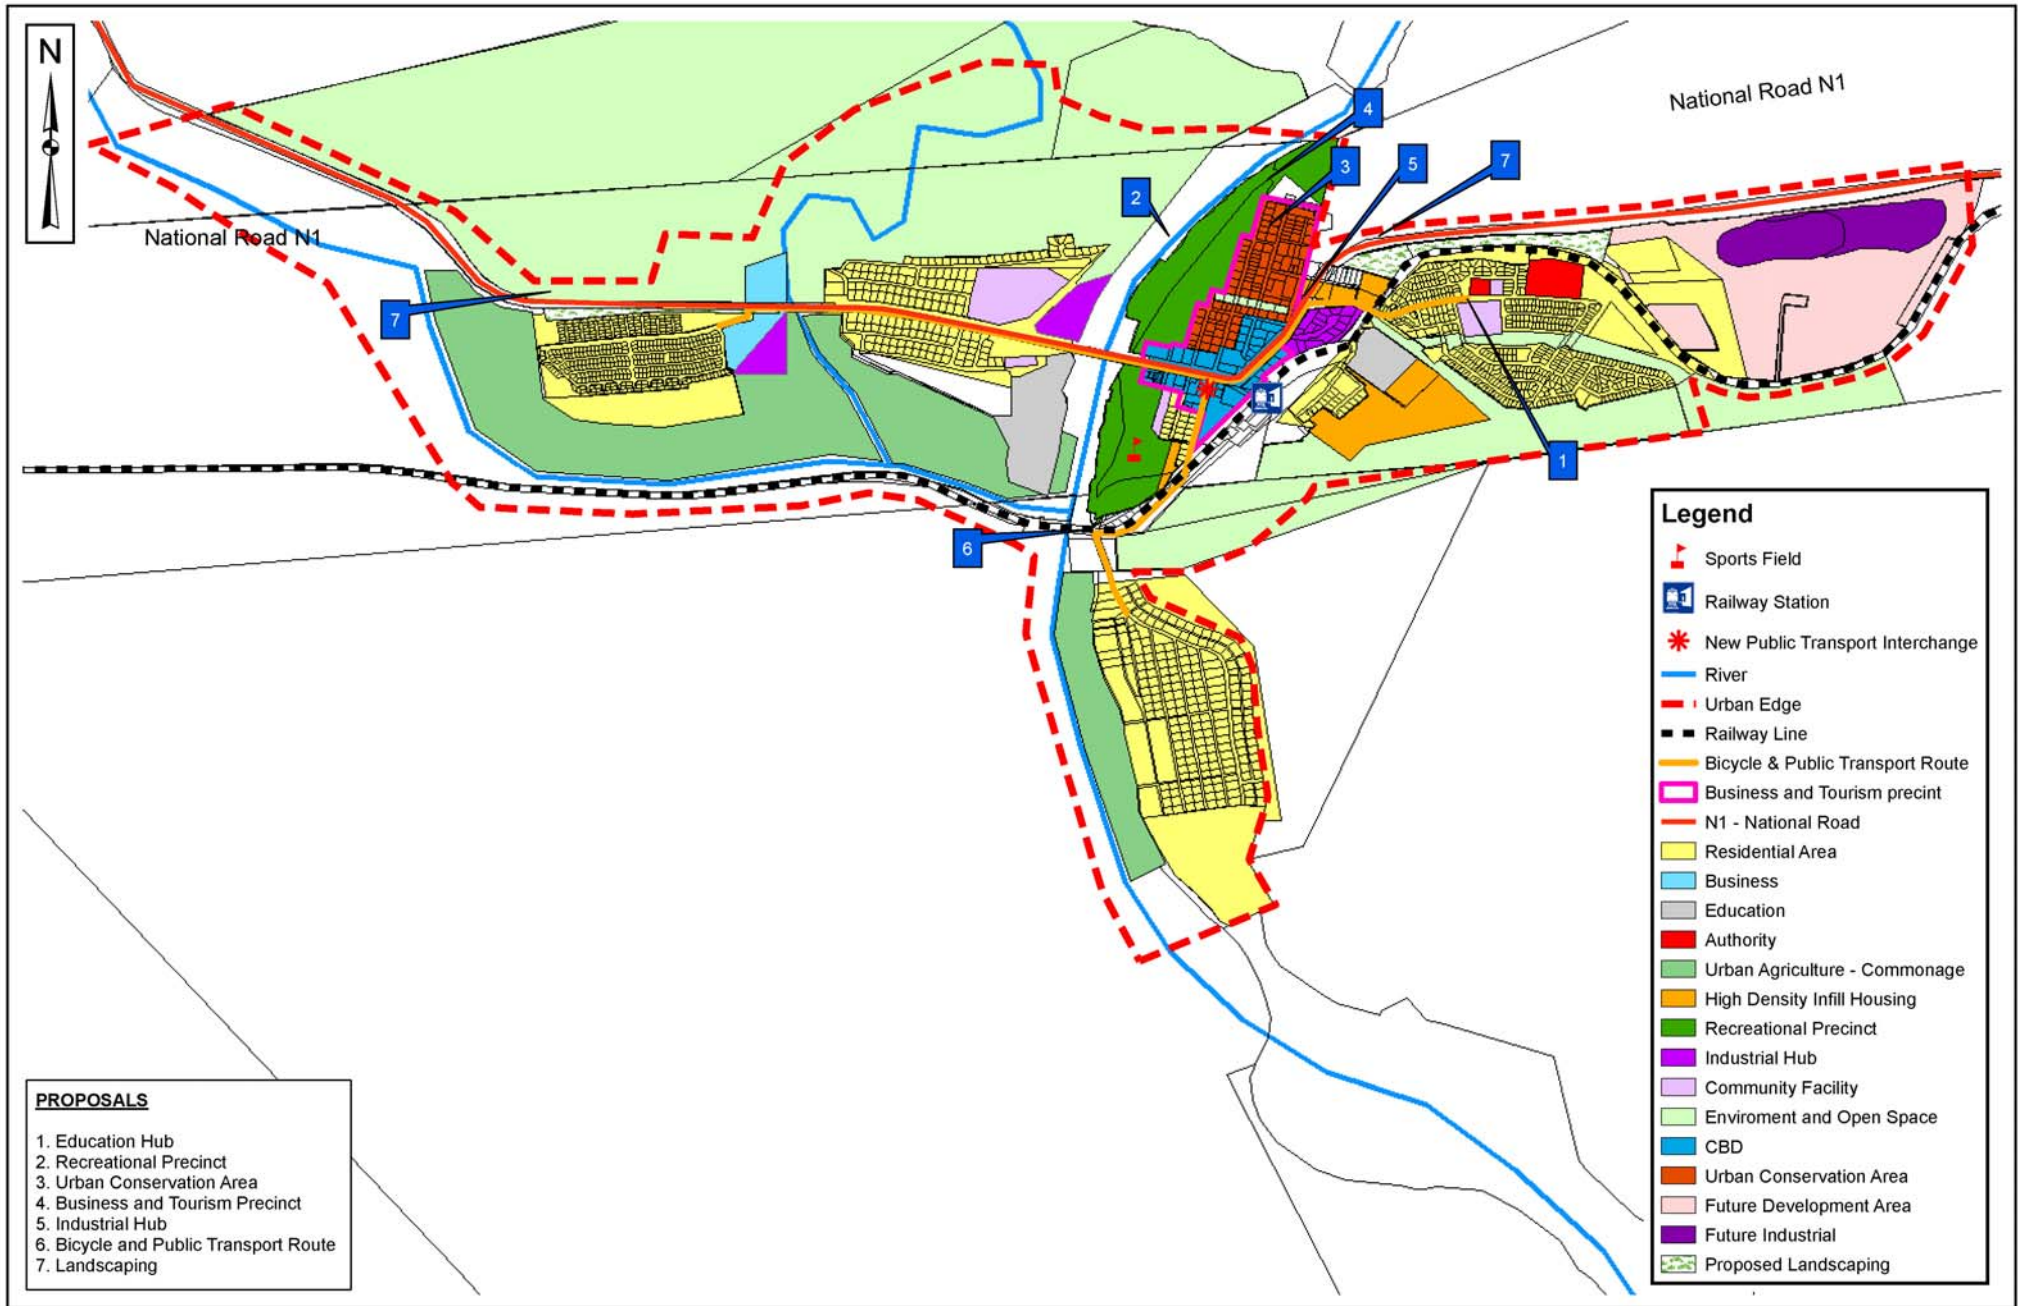 N
National Road N1
National Road N1
4
3
5
7
2
7
1
6
Legend
Sports Field
Railway Station
New Public Transport Interchange
River
Urban Edge
Railway Line
Bicycle & Public Transport Route
Business and Tourism precint
N1 - National Road
Residential Area
Business
Education
Authority
Urban Agriculture - Commonage
High Density Infill Housing
Recreational Precinct
Industrial Hub
Community Facility
Enviroment and Open Space
CBD
Urban Conservation Area
Future Development Area
Future Industrial
Proposed Landscaping
PROPOSALS
1. Education Hub
2. Recreational Precinct
3. Urban Conservation Area
4. Business and Tourism Precinct
5. Industrial Hub
6. Bicycle and Public Transport Route
7. Landscaping